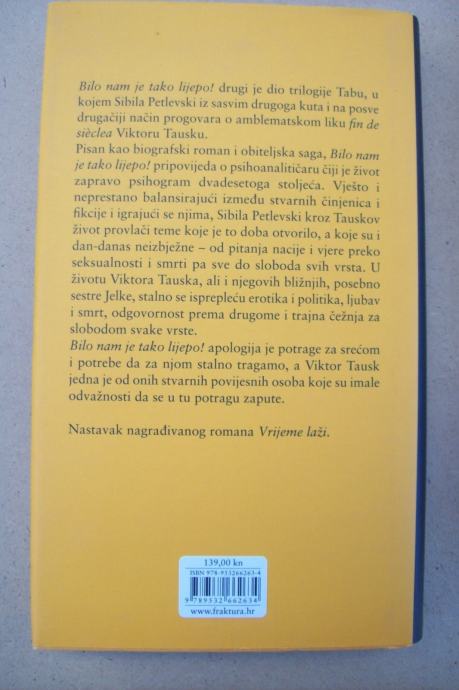 Bilo nam je tako lijepo! drugi je dio trilogije Tabu, u
kojem Sibila Petlevski iz sasvim drugoga kuta i na posve
drugačiji način progovara o amblematskom liku fin de
sièclea Viktoru Tausku.
Pisan kao biografski roman i obiteljska saga, Bilo nam
je tako lijepo! pripovijeda o psihoanalitičaru čiji je život
zapravo psihogram dvadesetoga stoljeća. Vješto i
neprestano balansirajući između stvarnih činjenica i
fikcije i igrajući se njima, Sibila Petlevski kroz Tauskov
život provlači teme koje je to doba otvorilo, a koje su i
dan-danas neizbježne – od pitanja nacije i vjere preko
seksualnosti i smrti pa sve do sloboda svih vrsta. U
životu Viktora Tauska, ali i njegovih bližnjih, posebno
sestre Jelke, stalno se isprepleću erotika i politika, ljubav
i smrt, odgovornost prema drugome i trajna čežnja za
slobodom svake vrste.
Bilo nam je tako lijepo! apologija je potrage za srećom
i potrebe da za njom stalno tragamo, a Viktor Tausk
jedna je od onih stvarnih povijesnih osoba koje su imale
odvažnosti da se u tu potragu zapute.
Nastavak nagrađivanog romana Vrijeme laži.
139,00 kn
ISBN 978-953266263-4
9 789532 662634
www.fraktura.hr